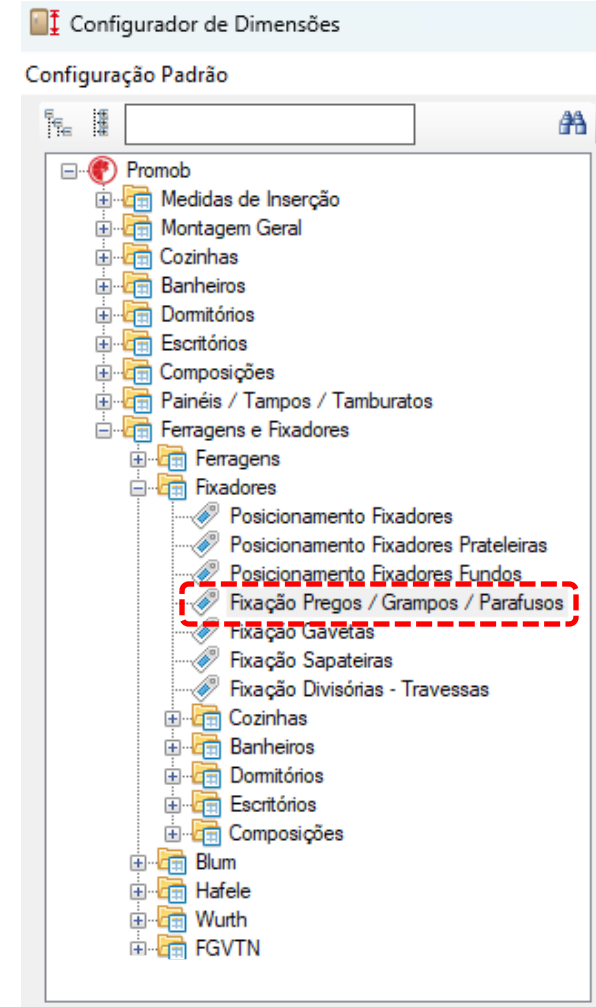 Configurador de Dimensões
Configuração Padrão
Promob
Medidas de Inserção
Montagem Geral
Cozinhas
Banheiros
Dormitórios
Escritórios
Composições
Painéis / Tampos / Tamburatos
Ferragens e Fixadores
Ferragens
Fixadores
Posicionamento Fixadores
Posicionamento Fixadores Prateleiras
Posicionamento Fixadores Fundos
Fixação Pregos / Grampos / Parafusos
Fixação Gavetas
Fixação Sapateiras
Fixação Divisórias - Travessas
Cozinhas
Banheiros
Dormitórios
Escritórios
Composições
Blum
Hafele
Wurth
FGVTN